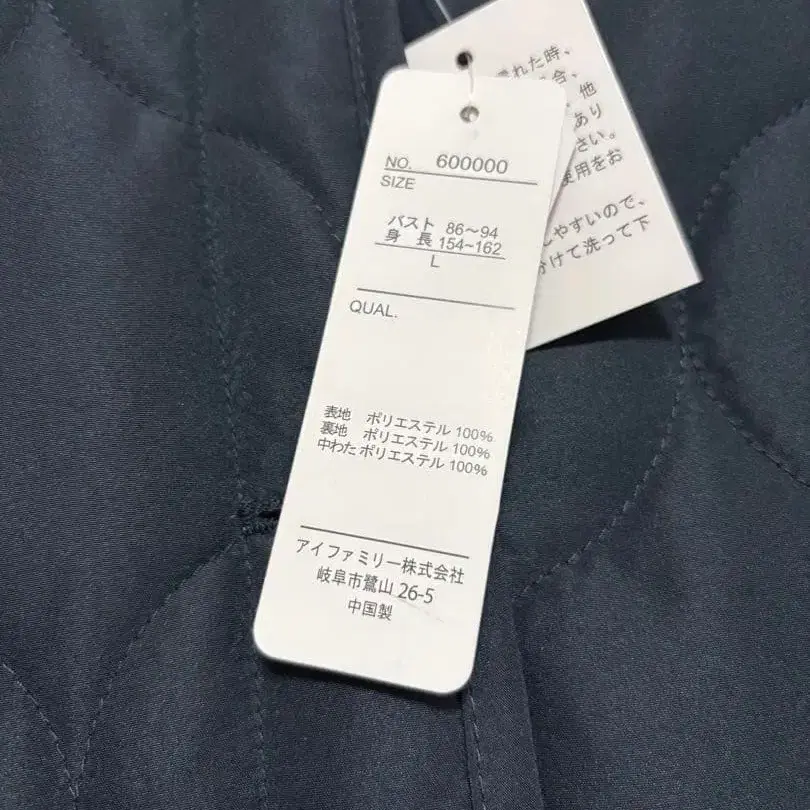 NO. 600000
SIZE
バスト 86〜94
身 長 154~162
L
QUAL.
表地 ポリエステル 100%
裏地 ポリエステル 100%
中わた ポリエステル 100%
アイファミリー株式会社
岐阜市鷺山 26-5
中国製
れた時、
合、
他
あり
さい。
使用をお
しやすいので、
分けて洗って下